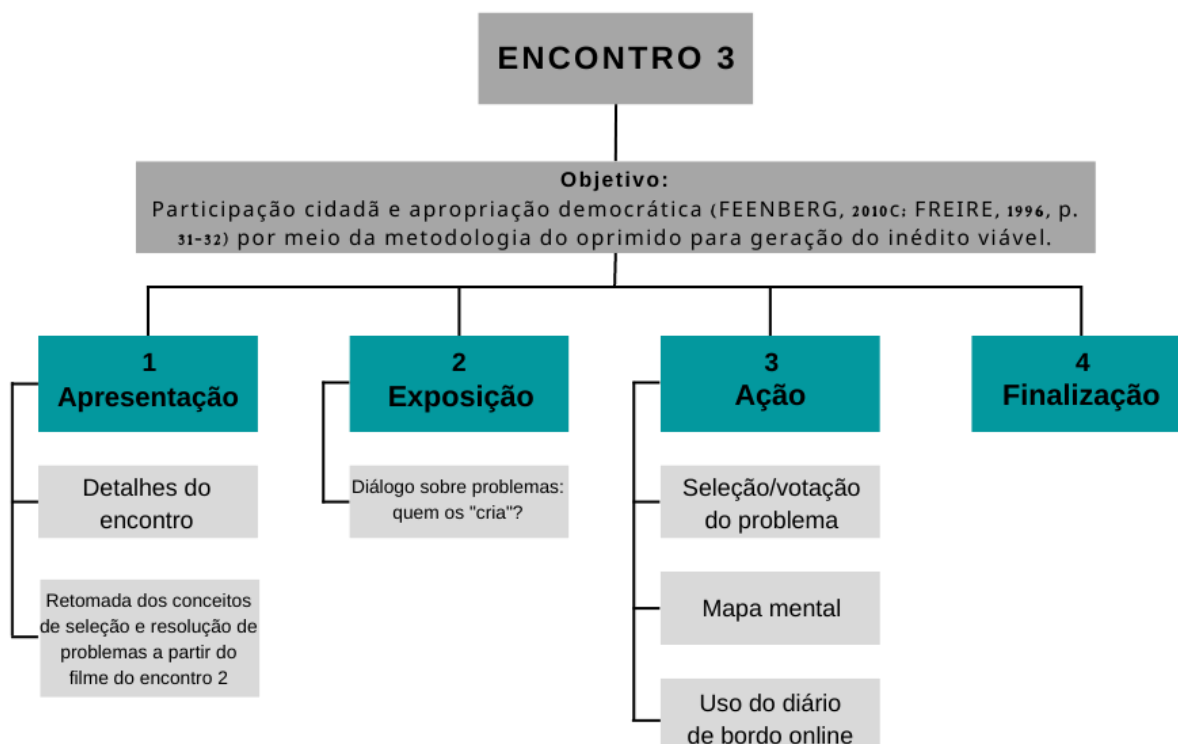 ENCONTRO 3
Objetivo:
Participação cidadã e apropriação democrática (FEENBERG, 2010C; FREIRE, 1996, p.
31-32) por meio da metodologia do oprimido para geração do inédito viável.
1
Apresentação
Detalhes do
encontro
Retomada dos conceitos
de seleção e resolução de
problemas a partir do
filme do encontro 2
2
Exposição
Diálogo sobre problemas:
quem os "cria"?
3
Ação
Seleção/votação
do problema
Mapa mental
Uso do diário
de bordo online
4
Finalização